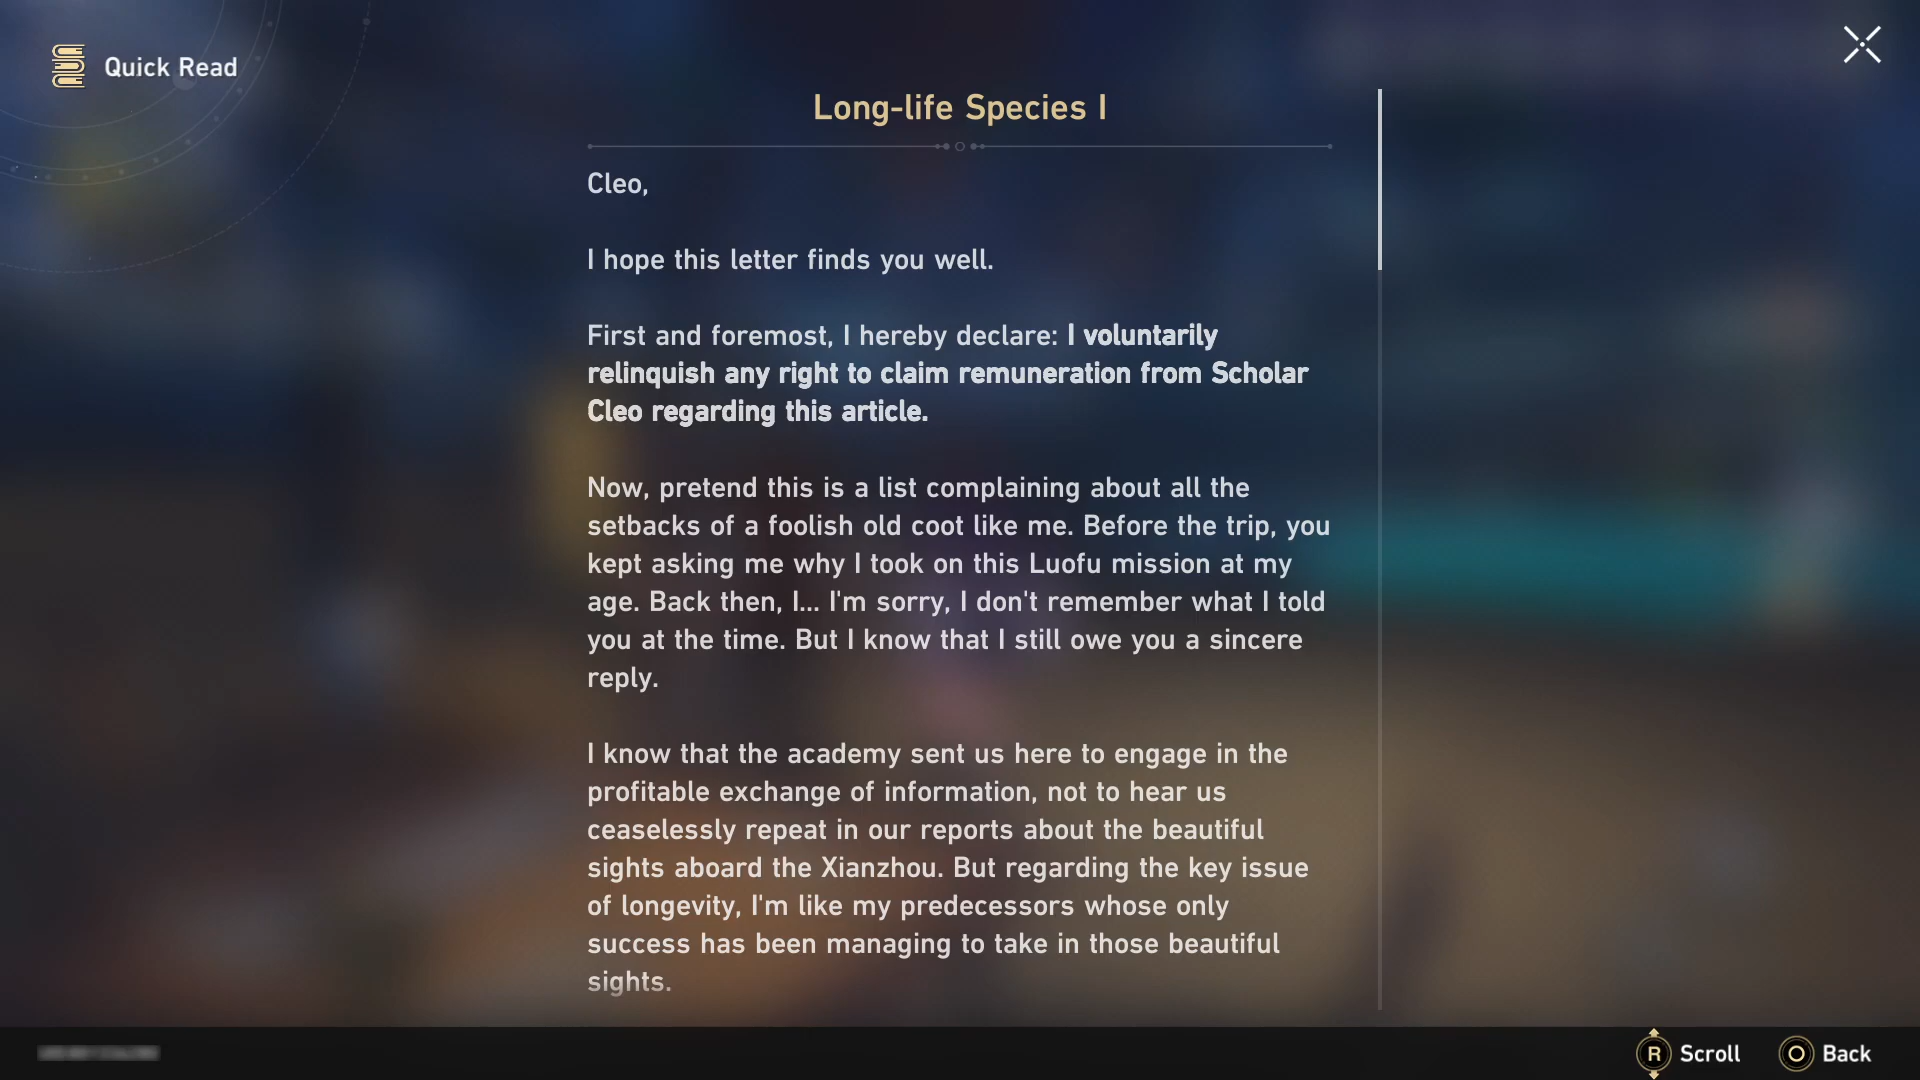 Quick Read
Long-life Species I
Cleo,
I hope this letter finds you well.
First and foremost, I hereby declare: I voluntarily
relinquish any right to claim remuneration from Scholar
Cleo regarding this article.
Now, pretend this is a list complaining about all the
setbacks of a foolish old coot like me. Before the trip, you
kept asking me why I took on this Luofu mission at my
age. Back then, I... I'm sorry, I don't remember what I told
you at the time. But I know that I still owe you a sincere
reply.
I know that the academy sent us here to engage in the
profitable exchange of information, not to hear us
ceaselessly repeat in our reports about the beautiful
sights aboard the Xianzhou. But regarding the key issue
of longevity, I'm like my predecessors whose only
success has been managing to take in those beautiful
sights.
R Scroll
Back